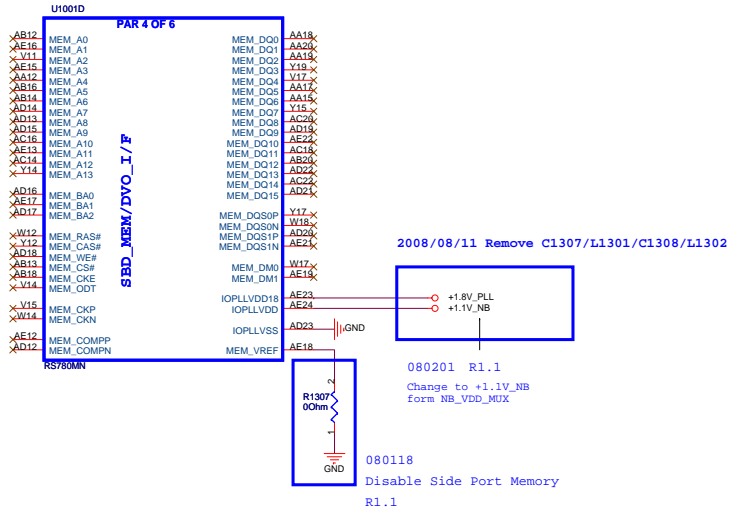 U1001D
PAR 4 OF 6
AB12 MEM_A0
AE16 MEM_A1
V11 MEM_A2
AE15 MEM_A3
AA12 MEM_A4
AB16 MEM_A5
AB14 MEM_A6
AD14 MEM_A7
AD13 MEM_A8
AD15 MEM_A9
AC16 MEM_A10
AE13 MEM_A11
AC14 MEM_A12
Y14 MEM_A13
AD16 MEM_BA0
AE17 MEM_BA1
AD17 MEM_BA2
W12 MEM_RAS#
Y12 MEM_CAS#
AD18 MEM_WE#
AB13 MEM_CS#
AB18 MEM_CKE
V14 MEM_ODT
V15 MEM_CKP
W14 MEM_CKN
AE12 MEM_COMPP
AD12 MEM_COMPN
SBD_MEM/DVO_I/F
MEM_DQ0 AA18
MEM_DQ1 AA20
MEM_DQ2 AA19
MEM_DQ3 Y19
MEM_DQ4 V17
MEM_DQ5 AA17
MEM_DQ6 AA15
MEM_DQ7 Y15
MEM_DQ8 AC20
MEM_DQ9 AD19
MEM_DQ10 AE22
MEM_DQ11 AC18
MEM_DQ12 AB20
MEM_DQ13 AD22
MEM_DQ14 AC22
MEM_DQ15 AD21
MEM_DQS0P Y17
MEM_DQS0N W18
MEM_DQS1P AD20
MEM_DQS1N AE21
MEM_DM0 W17
MEM_DM1 AE19
IOPLLVDD18 AE23
IOPLLVDD AE24
IOPLLVSS AD23
GND
MEM_VREF AE18
RS780MN
2008/08/11 Remove C1307/L1301/C1308/L1302
+1.8V_PLL
+1.1V_NB
080201 R1.1
Change to +1.1V_NB
form NB_VDD_MUX
2
R1307
0Ohm
1
GND
080118
Disable Side Port Memory
R1.1